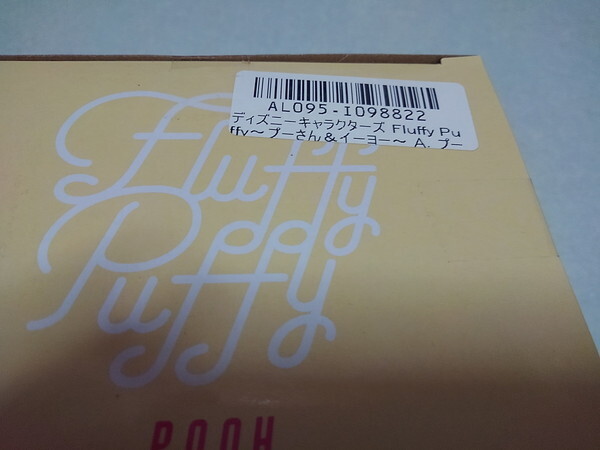 AL095-I098822
ディズニーキャラクターズ Fluffy Pu
ffy～プーさん＆イーヨー～ A. プー
Fluffy
Puffy
POOH